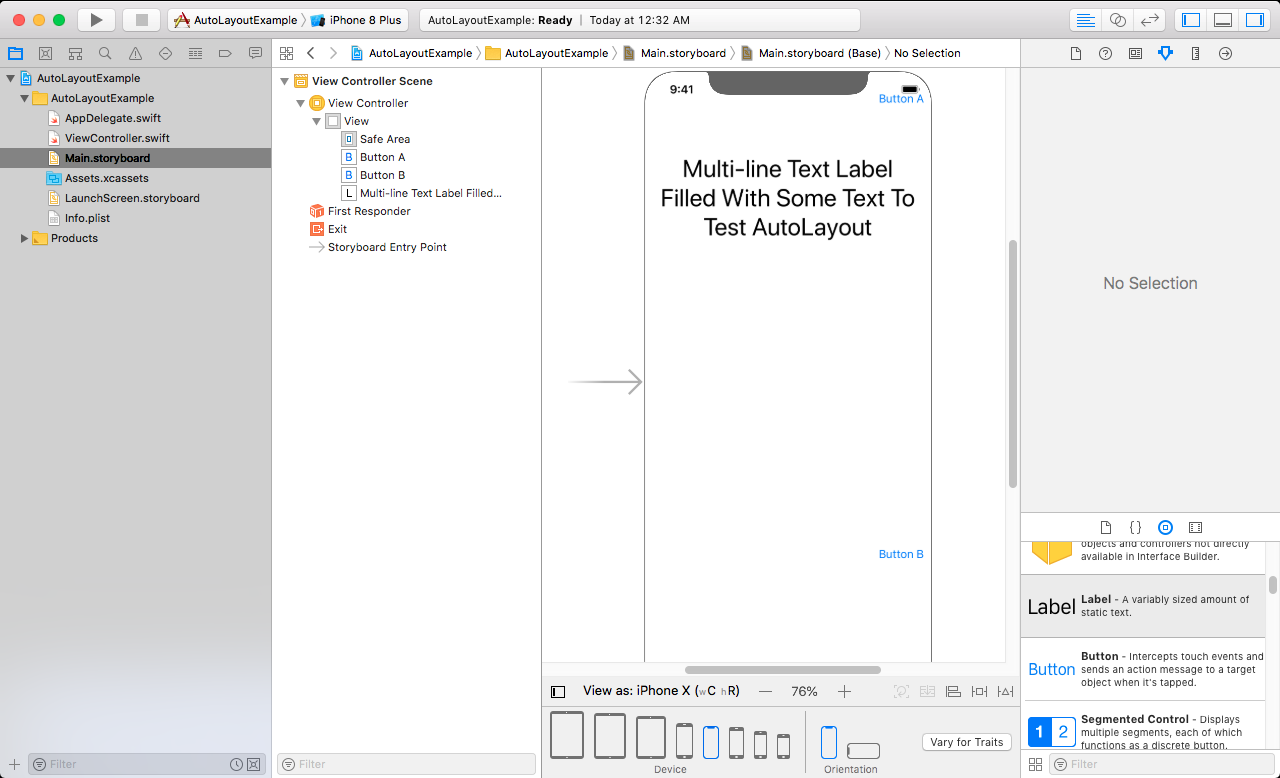 AutoLayoutExample iPhone 8 Plus
AutoLayoutExample: Ready | Today at 12:32 AM
AutoLayoutExample AutoLayoutExample Main.storyboard Main.storyboard (Base) No Selection
AutoLayoutExample
AutoLayoutExample
AppDelegate.swift
ViewController.swift
Main.storyboard
Assets.xcassets
LaunchScreen.storyboard
Info.plist
Products
Filter
View Controller Scene
View Controller
View
Safe Area
B Button A
B Button B
L Multi-line Text Label Filled...
First Responder
Exit
Storyboard Entry Point
Filter
9:41
Button A
Multi-line Text Label
Filled With Some Text To
Test AutoLayout
Button B
View as: iPhone X (wC hR)
— 76% +
Device
Orientation
Vary for Traits
No Selection
{}
objects and controllers not directly
available in Interface Builder.
Label
Label - A variably sized amount of
static text.
Button
Button - Intercepts touch events and
sends an action message to a target
object when it's tapped.
1 2
Segmented Control - Displays
multiple segments, each of which
functions as a discrete button.
Filter